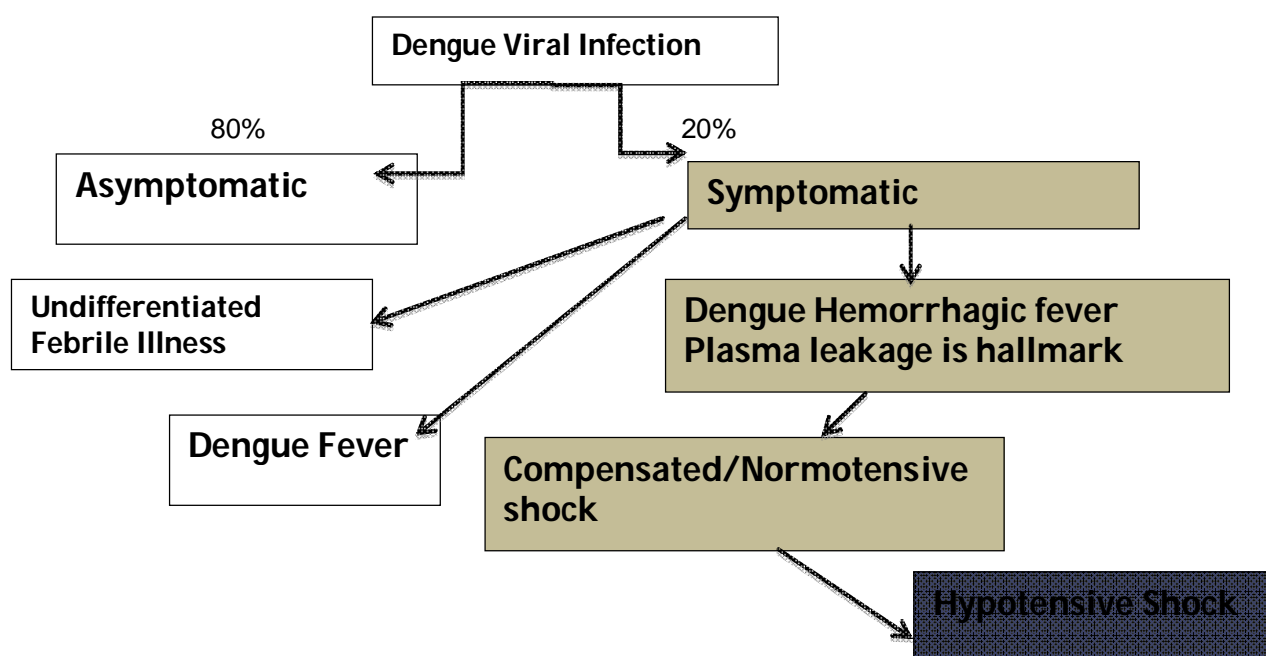 Dengue Viral Infection
80%
20%
Asymptomatic
Symptomatic
Undifferentiated
Febrile Illness
Dengue Hemorrhagic fever
Plasma leakage is hallmark
Dengue Fever
Compensated/Normotensive
shock
Hypotensive Shock